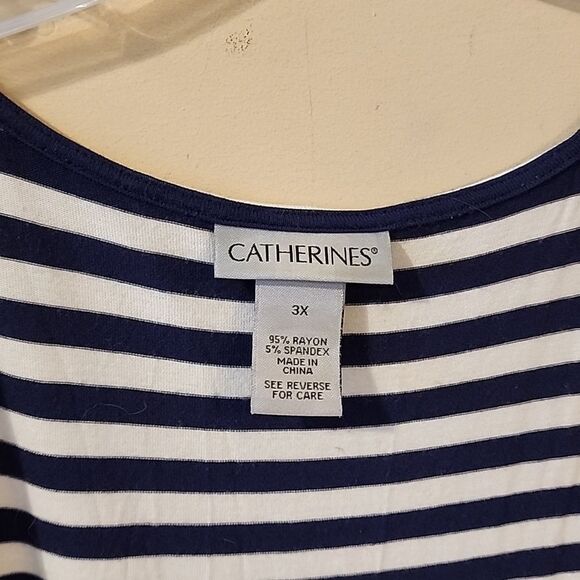 CATHERINES®
3X
95% RAYON
5% SPANDEX
MADE IN
CHINA
SEE REVERSE
FOR CARE